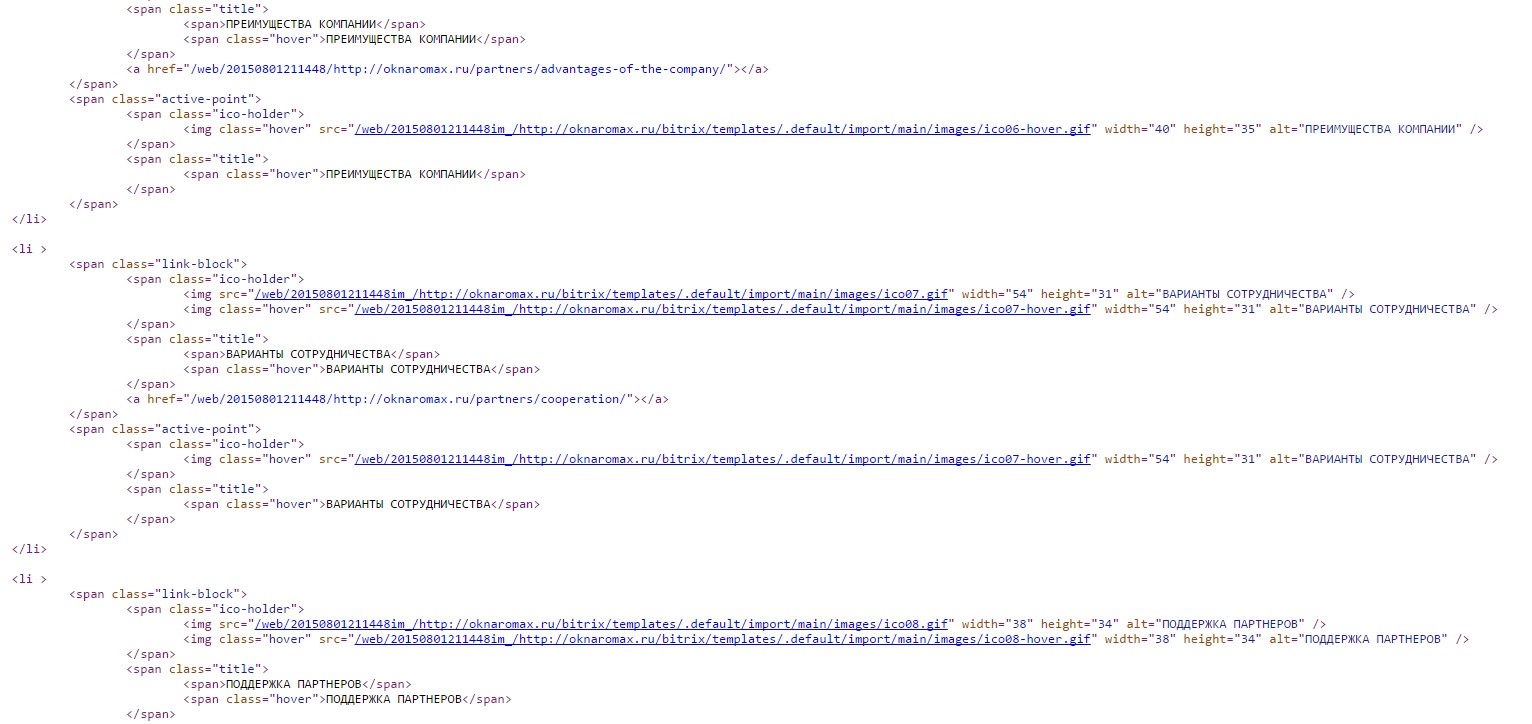 <span class="title">
<span>ПРЕИМУЩЕСТВА КОМПАНИИ</span>
<span class="hover">ПРЕИМУЩЕСТВА КОМПАНИИ</span>
</span>
<a href="/web/20150801211448/http://oknaromax.ru/partners/advantages-of-the-company/"></a>
</span>
<span class="active-point">
<span class="ico-holder">
<img class="hover" src="/web/20150801211448im_/http://oknaromax.ru/bitrix/templates/.default/import/main/images/ico06-hover.gif" width="40" height="35" alt="ПРЕИМУЩЕСТВА КОМПАНИИ" />
</span>
<span class="title">
<span class="hover">ПРЕИМУЩЕСТВА КОМПАНИИ</span>
</span>
</span>
</li>
<li >
<span class="link-block">
<span class="ico-holder">
<img src="/web/20150801211448im_/http://oknaromax.ru/bitrix/templates/.default/import/main/images/ico07.gif" width="54" height="31" alt="ВАРИАНТЫ СОТРУДНИЧЕСТВА" />
<img class="hover" src="/web/20150801211448im_/http://oknaromax.ru/bitrix/templates/.default/import/main/images/ico07-hover.gif" width="54" height="31" alt="ВАРИАНТЫ СОТРУДНИЧЕСТВА" />
</span>
<span class="title">
<span>ВАРИАНТЫ СОТРУДНИЧЕСТВА</span>
<span class="hover">ВАРИАНТЫ СОТРУДНИЧЕСТВА</span>
</span>
<a href="/web/20150801211448/http://oknaromax.ru/partners/cooperation/"></a>
</span>
<span class="active-point">
<span class="ico-holder">
<img class="hover" src="/web/20150801211448im_/http://oknaromax.ru/bitrix/templates/.default/import/main/images/ico07-hover.gif" width="54" height="31" alt="ВАРИАНТЫ СОТРУДНИЧЕСТВА" />
</span>
<span class="title">
<span class="hover">ВАРИАНТЫ СОТРУДНИЧЕСТВА</span>
</span>
</span>
</li>
<li >
<span class="link-block">
<span class="ico-holder">
<img src="/web/20150801211448im_/http://oknaromax.ru/bitrix/templates/.default/import/main/images/ico08.gif" width="38" height="34" alt="ПОДДЕРЖКА ПАРТНЕРОВ" />
<img class="hover" src="/web/20150801211448im_/http://oknaromax.ru/bitrix/templates/.default/import/main/images/ico08-hover.gif" width="38" height="34" alt="ПОДДЕРЖКА ПАРТНЕРОВ" />
</span>
<span class="title">
<span>ПОДДЕРЖКА ПАРТНЕРОВ</span>
<span class="hover">ПОДДЕРЖКА ПАРТНЕРОВ</span>
</span>